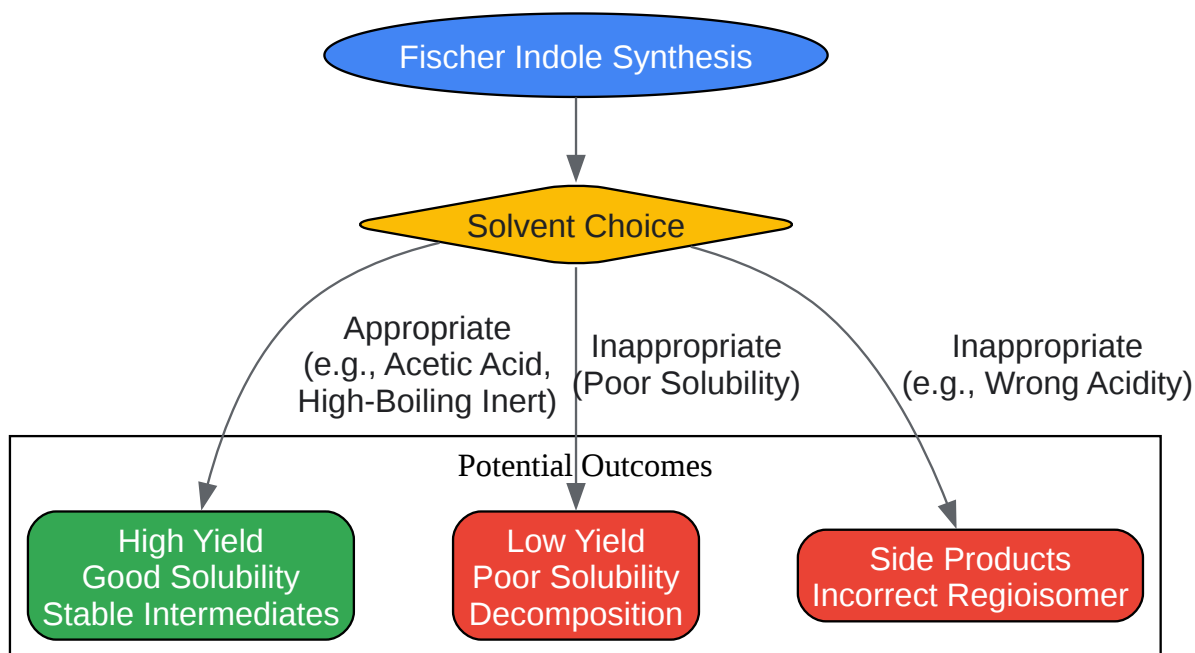 Fischer Indole Synthesis
Solvent Choice
Appropriate
(e.g., Acetic Acid,
High-Boiling Inert)
Inappropriate
(Poor Solubility)
Inappropriate
(e.g., Wrong Acidity)
Potential Outcomes
High Yield
Good Solubility
Stable Intermediates
Low Yield
Poor Solubility
Decomposition
Side Products
Incorrect Regioisomer